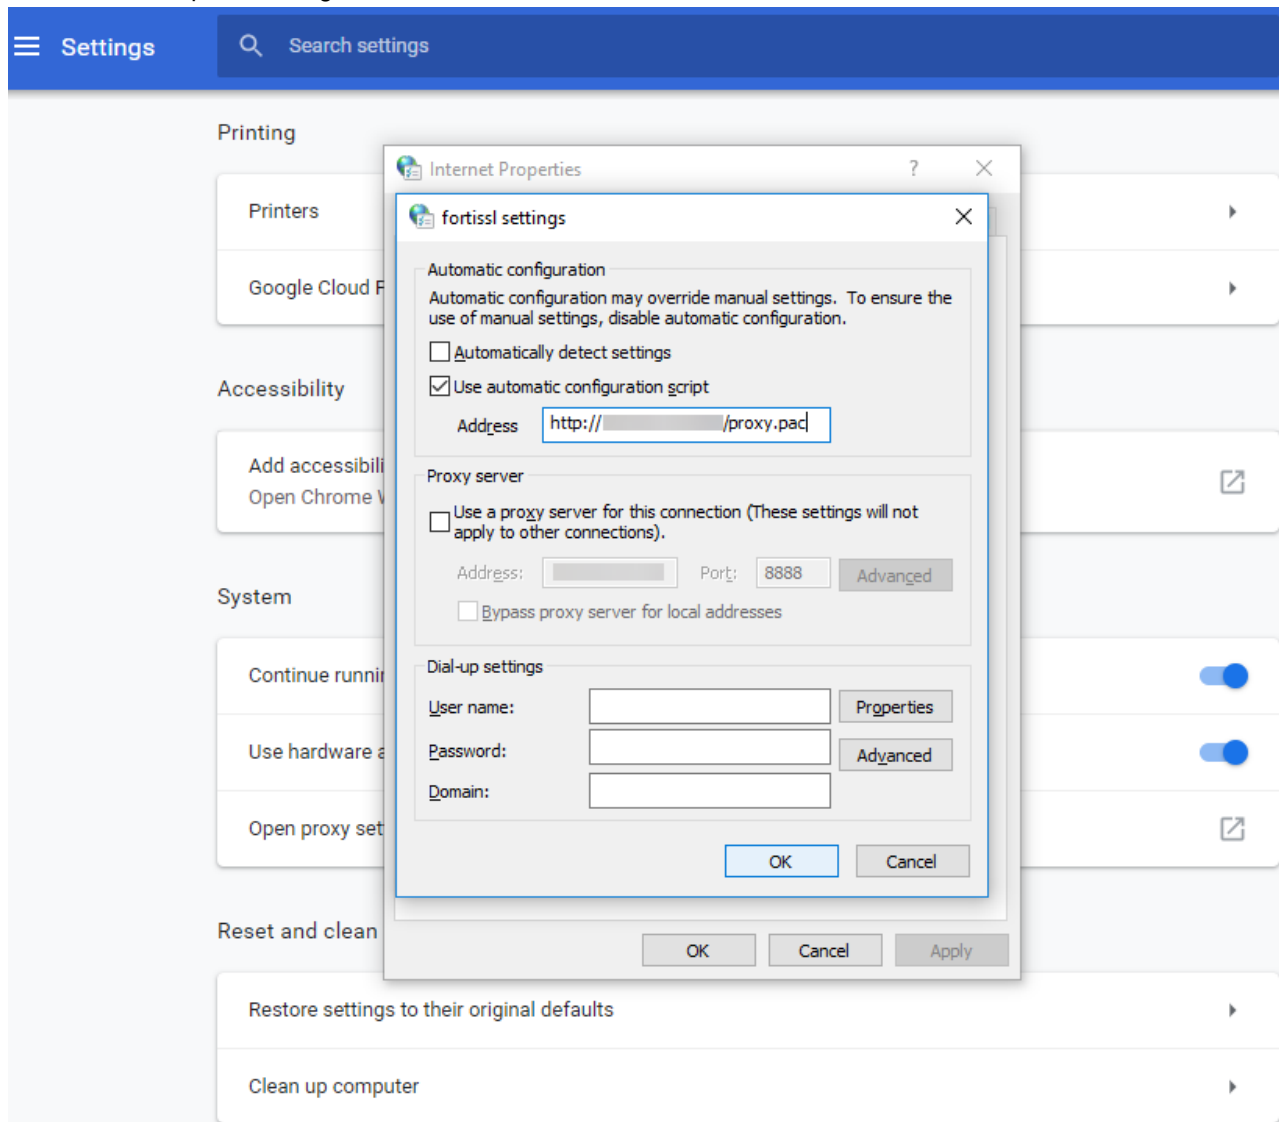 Settings
Search settings
Printing
Internet Properties
?
Printers
fortissl settings
Automatic configuration
Google Cloud
Automatic configuration may override manual settings. To ensure the
use of manual settings, disable automatic configuration.
Automatically detect settings
Accessibility
Use automatic configuration script
Address
http://
/proxy.pac
Add accessibili
Open Chrome
Proxy server
Use a proxy server for this connection (These settings will not
apply to other connections).
Address:
Port:
8888
Advanced
System
Bypass proxy server for local addresses
Dial-up settings
Continue runnin
User name:
Properties
Use hardware a
Password:
Advanced
Domain:
Open proxy set
OK
Cancel
Reset and clean
OK
Cancel
Apply
Restore settings to their original defaults
Clean up computer